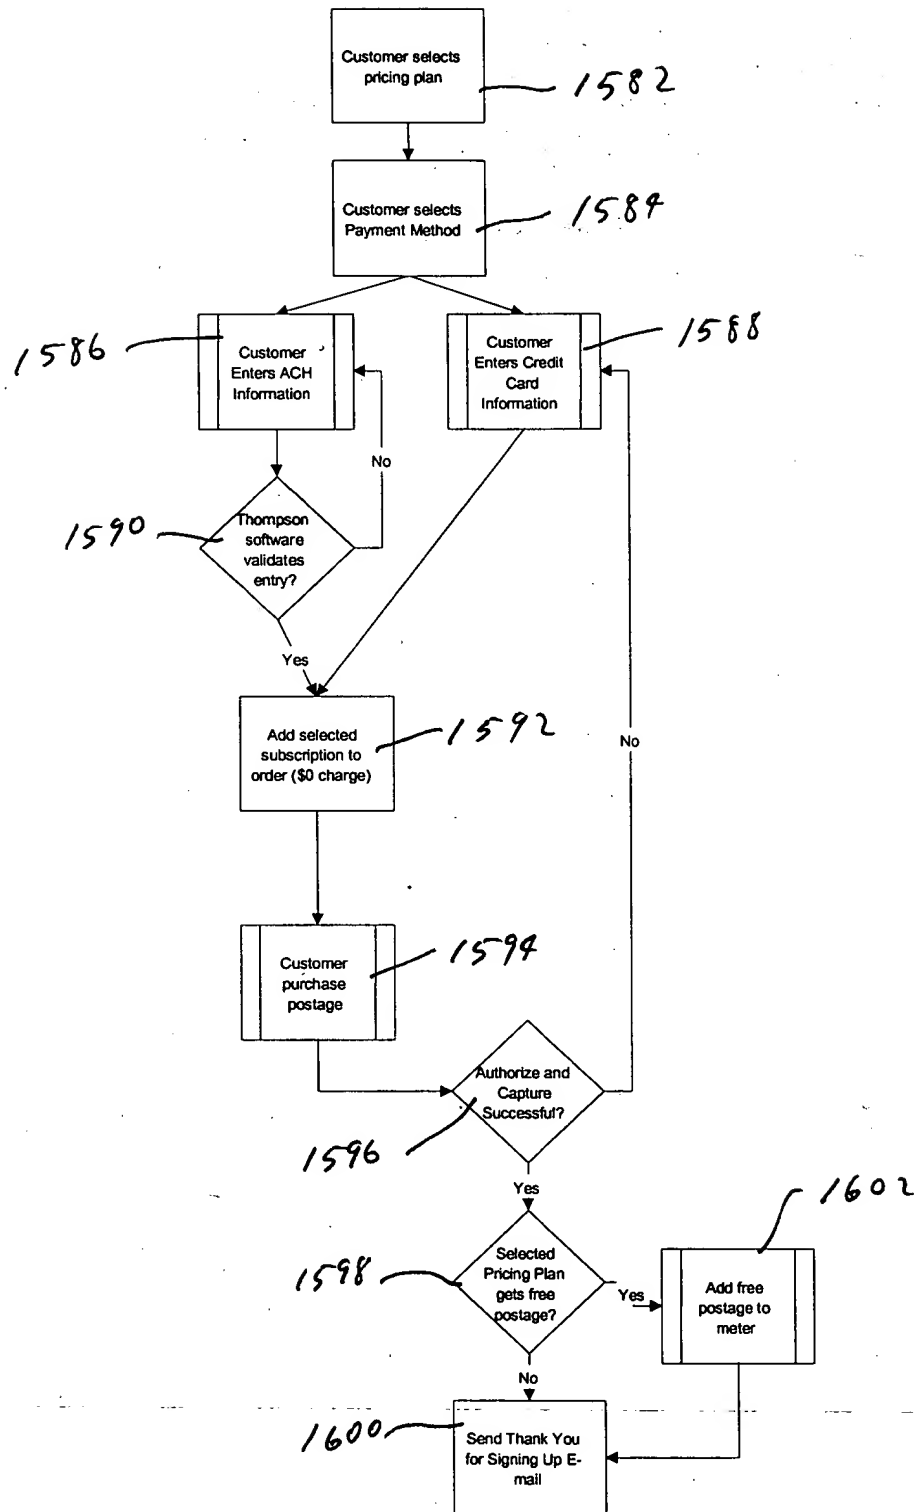 Customer selects
pricing plan
1582
Customer selects
Payment Method
1584
1586
Customer
Enters ACH
Information
Customer
Enters Credit
Card
Information
1588
No
1590
Thompson
software
validates
entry?
Yes
Add selected
subscription to
order ($0 charge)
1592
No
Customer
purchase
postage
1594
Authorize and
Capture
Successful?
1596
Yes
1602
1598
Selected
Pricing Plan
gets free
postage?
Yes
Add free
postage to
meter
No
1600
Send Thank You
for Signing Up E-
mail